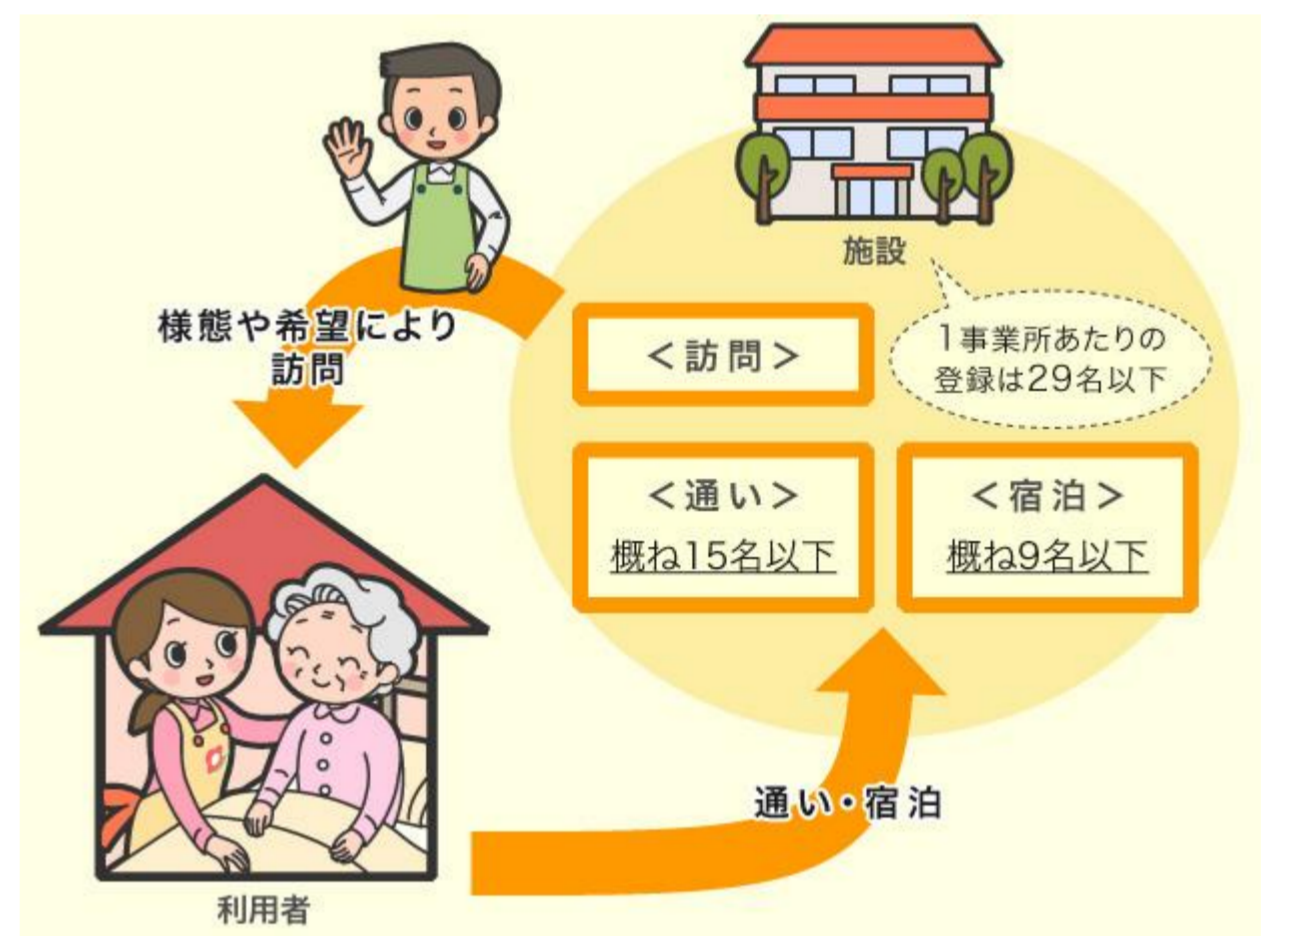 施設
様態や希望により
訪問
1事業所あたりの
登録は29名以下
＜訪問＞
＜通い＞
概ね15名以下
＜宿泊＞
概ね9名以下
通い・宿泊
利用者